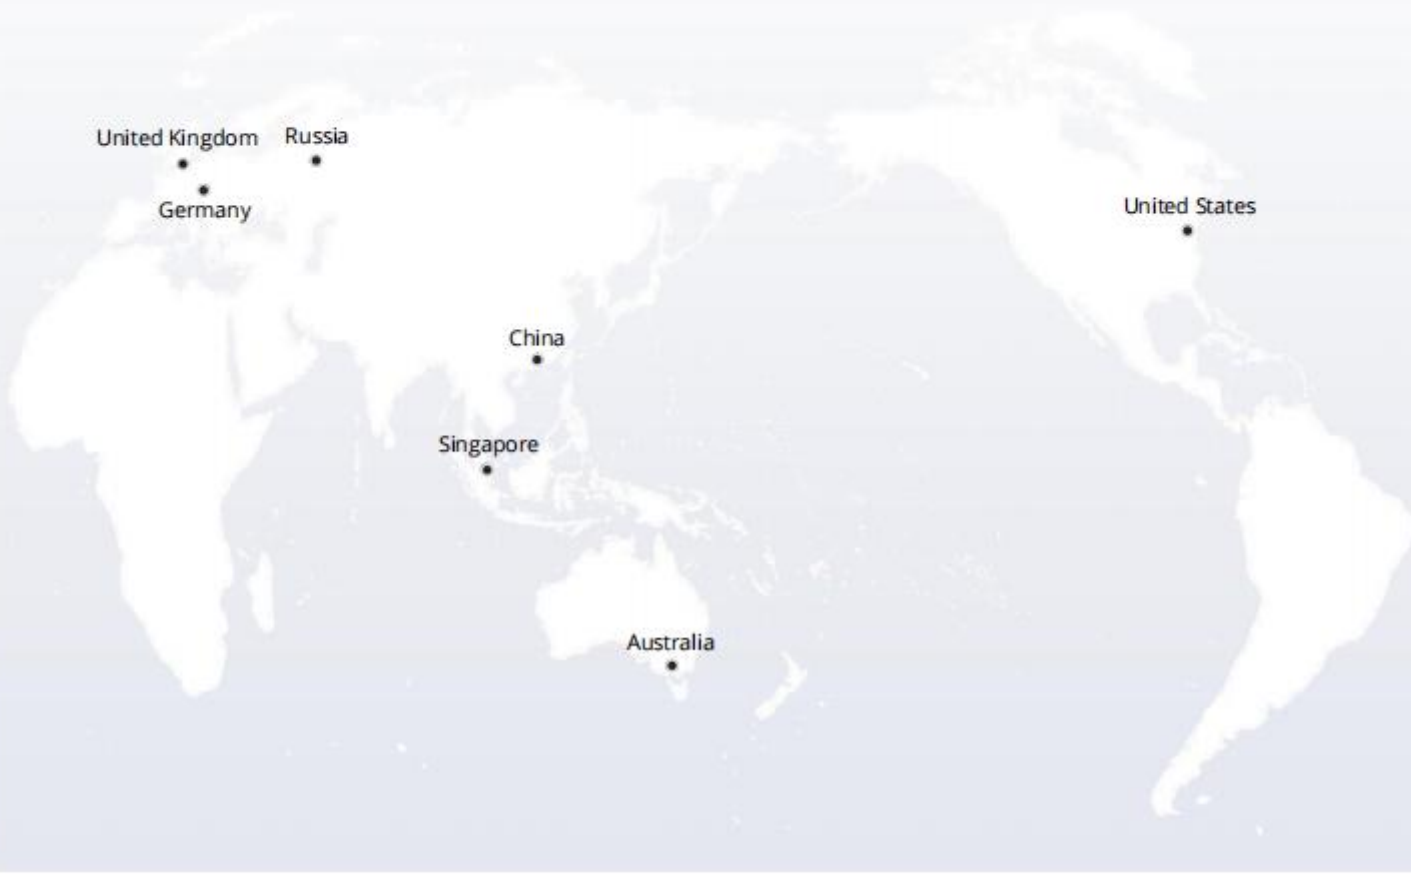 United Kingdom
Russia
Germany
United States
China
Singapore
Australia